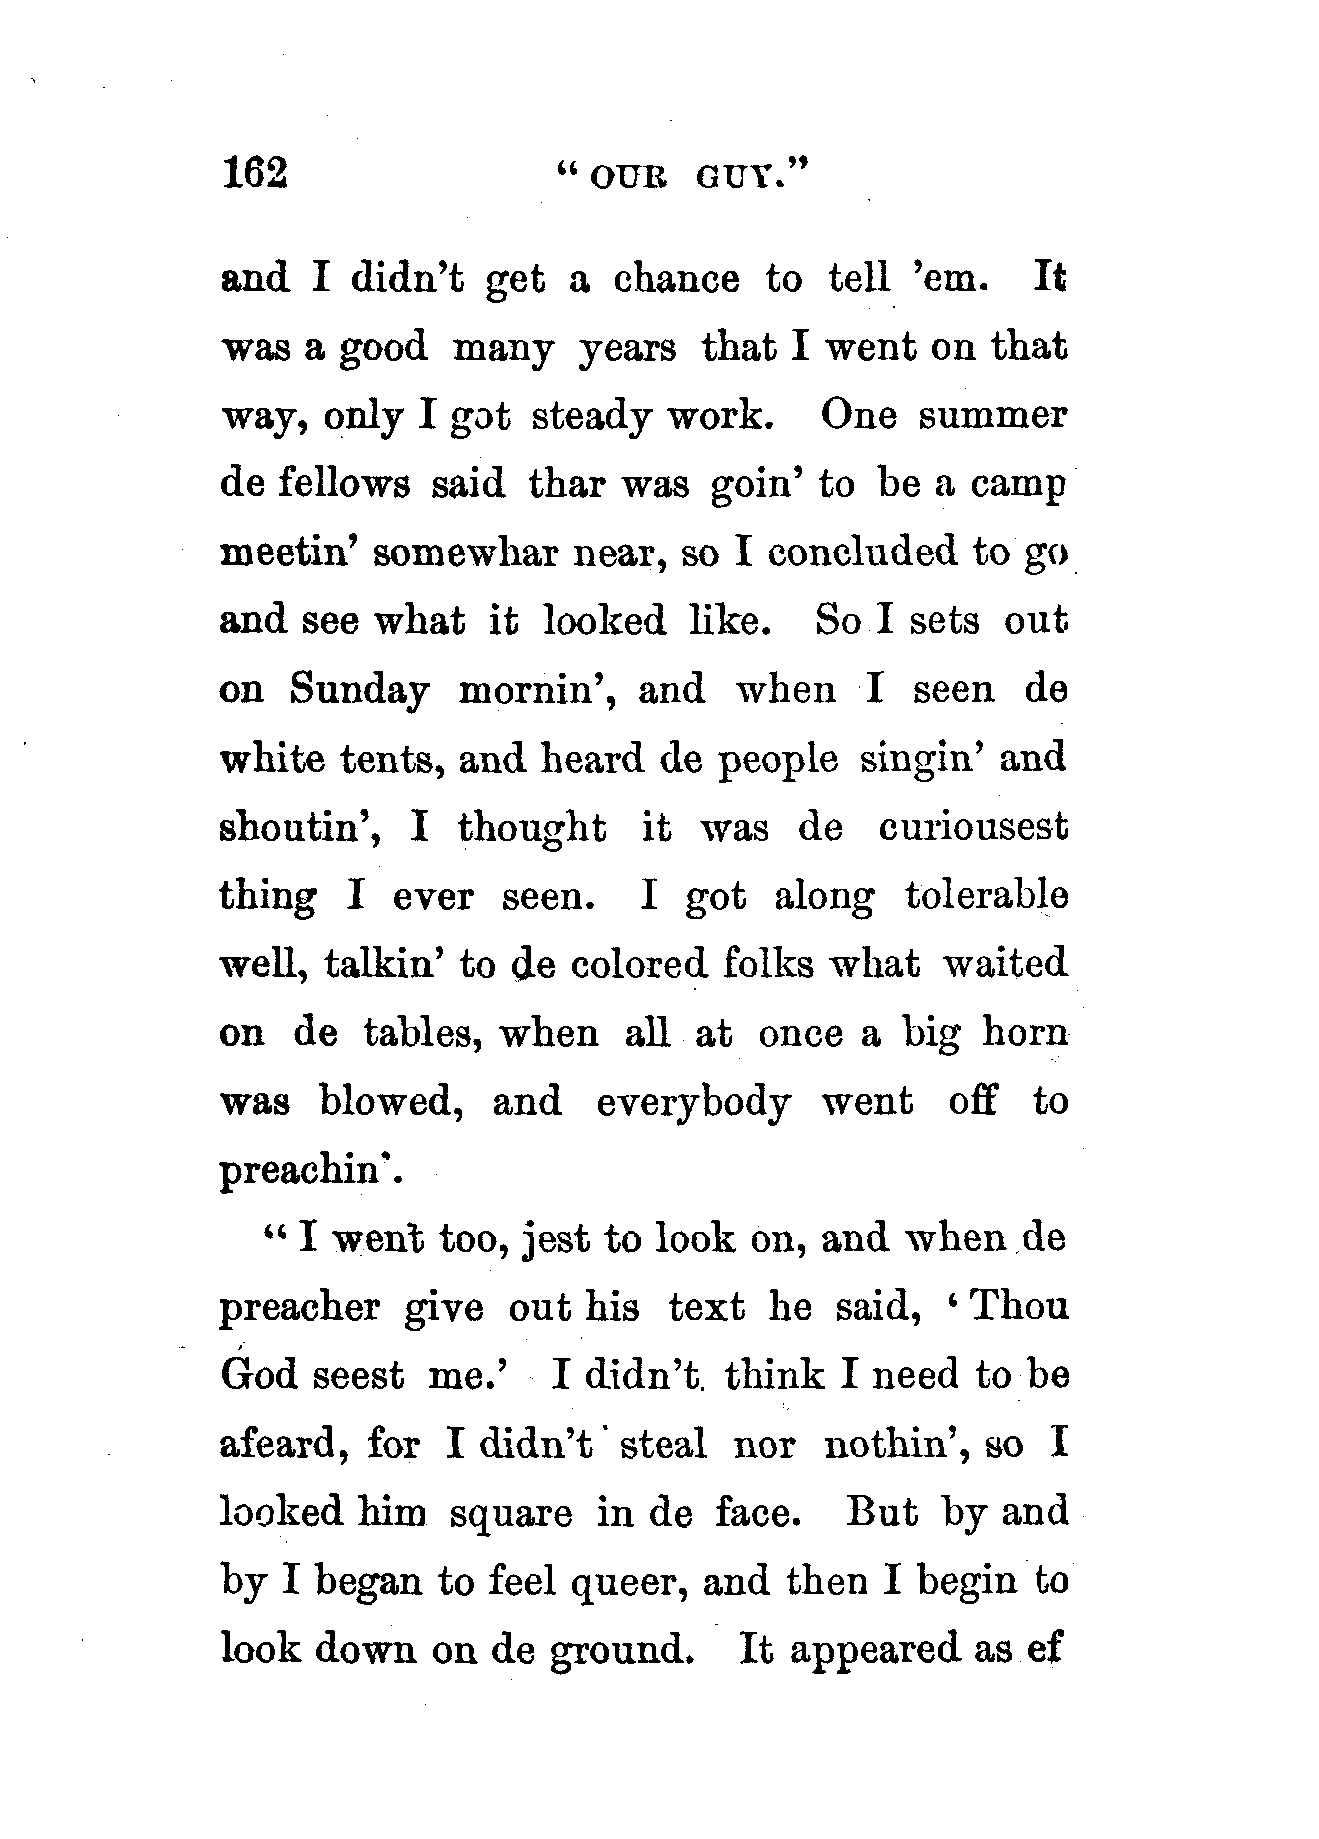 162 " OUR GUY."
and I didn't get a chance to tell 'em. It
was a good many years that I went on that
way, only I got steady work. One summer
de fellows said thar was goin' to be a camp
meetin' somewhar near, so I concluded to go
and see what it looked like. So I sets out
on Sunday mornin', and when I seen de
white tents, and heard de people singin' and
shoutin', I thought it was de curiousest
thing I ever seen. I got along tolerable
well, talkin' to de colored folks what waited
on de tables, when all at once a big horn
was blowed, and everybody went off to
preachin'.
" I went too, jest to look on, and when de
preacher give out his text he said, ' Thou
God seest me.' I didn't think I need to be
afeard, for I didn't steal nor nothin', so I
looked him square in de face. But by and
by I began to feel queer, and then I begin to
look down on de ground. It appeared as ef